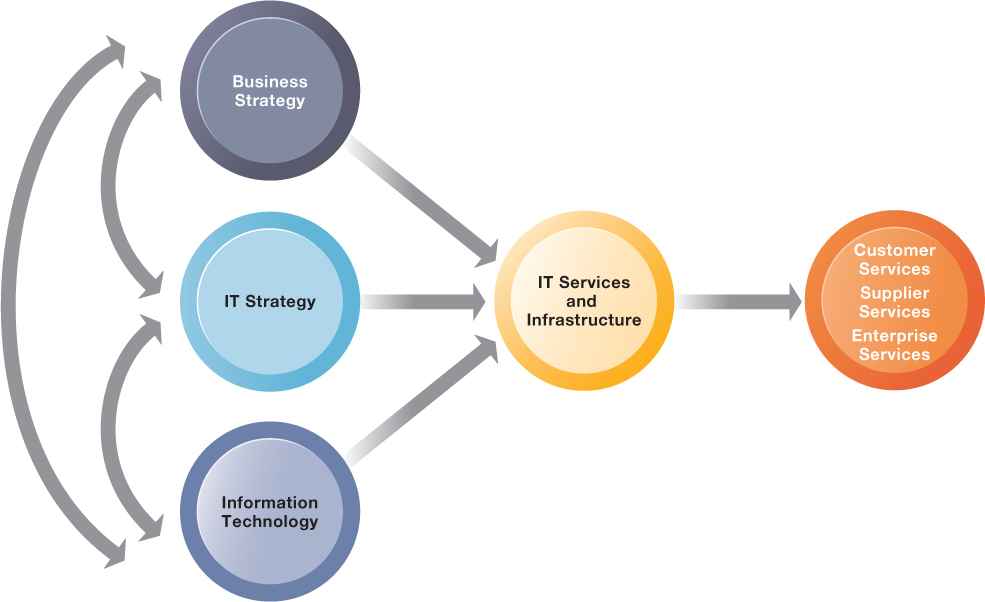 Business
Strategy
IT Strategy
Information
Technology
IT Services
and
Infrastructure
Customer
Services
Supplier
Services
Enterprise
Services